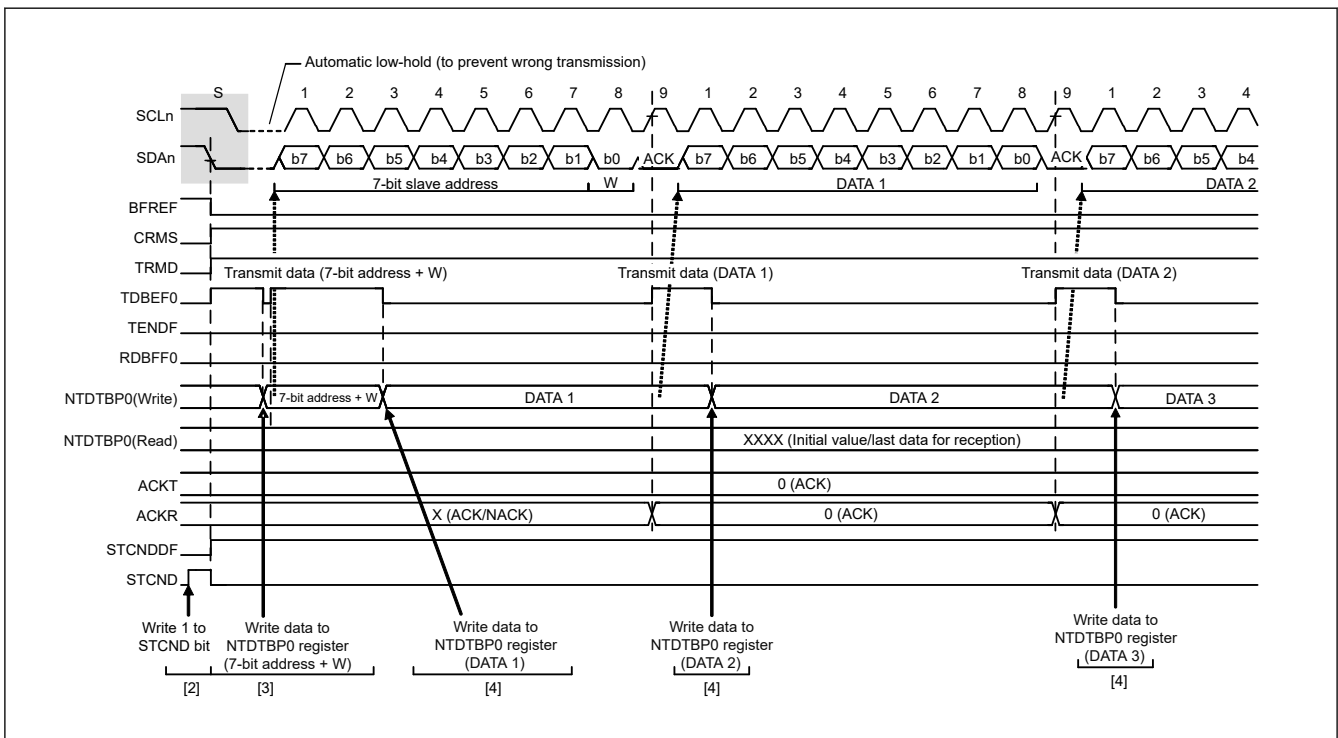 Automatic low-hold (to prevent wrong transmission)
S 1 2 3 4 5 6 7 8 9 1 2 3 4 5 6 7 8 9 1 2 3 4
SCLn
SDAn b7 b6 b5 b4 b3 b2 b1 b0 ACK b7 b6 b5 b4 b3 b2 b1 b0 ACK b7 b6 b5 b4
7-bit slave address W DATA 1 DATA 2
BFREF
CRMS
TRMD
Transmit data (7-bit address + W) Transmit data (DATA 1) Transmit data (DATA 2)
TDBEF0
TENDF
RDBFF0
NTDTBP0(Write) 7-bit address + W DATA 1 DATA 2 DATA 3
NTDTBP0(Read) XXXX (Initial value/last data for reception)
ACKT 0 (ACK)
ACKR X (ACK/NACK) 0 (ACK) 0 (ACK)
STCNDDF
STCND
Write 1 to
STCND bit
[2]
Write data to
NTDTBP0 register
(7-bit address + W)
[3]
Write data to
NTDTBP0 register
(DATA 1)
[4]
Write data to
NTDTBP0 register
(DATA 2)
[4]
Write data to
NTDTBP0 register
(DATA 3)
[4]